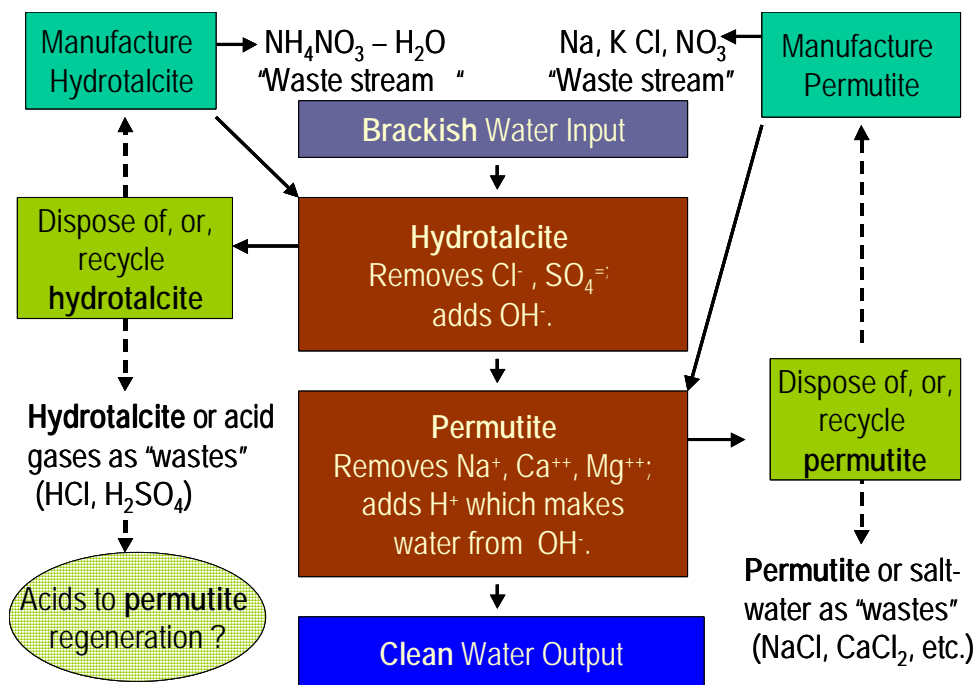 Manufacture
Hydrotalcite
NH₄NO₃ – H₂O
“Waste stream “
Na, K Cl, NO₃
“Waste stream”
Manufacture
Permutite
Brackish Water Input
Dispose of, or,
recycle
hydrotalcite
Hydrotalcite
Removes Cl⁻ , SO₄⁼;
adds OH⁻.
Permutite
Removes Na⁺, Ca⁺⁺, Mg⁺⁺;
adds H⁺ which makes
water from OH⁻.
Dispose of, or,
recycle
permutite
Hydrotalcite or acid
gases as “wastes”
(HCl, H₂SO₄)
Acids to permutite
regeneration ?
Permutite or salt-
water as “wastes”
(NaCl, CaCl₂, etc.)
Clean Water Output